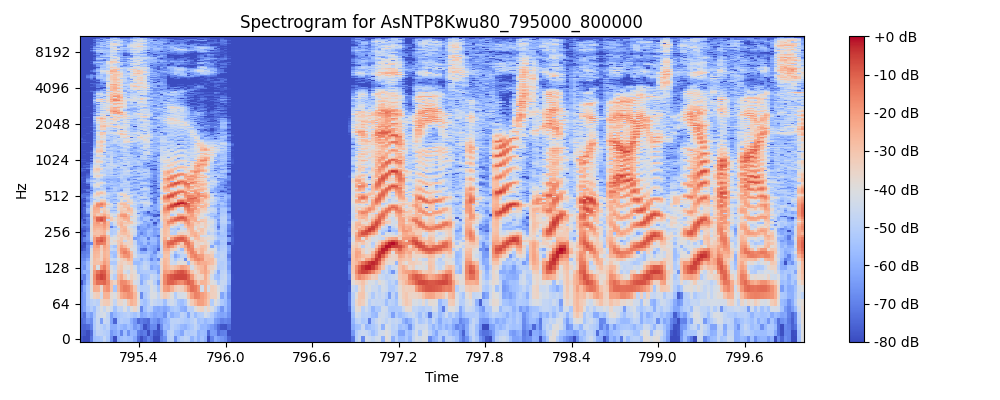 Spectrogram for AsNTP8Kwu80_795000_800000
Hz
8192
4096
2048
1024
512
256
128
64
0
795.4 796.0 796.6 797.2 797.8 798.4 799.0 799.6
Time
+0 dB
-10 dB
-20 dB
-30 dB
-40 dB
-50 dB
-60 dB
-70 dB
-80 dB